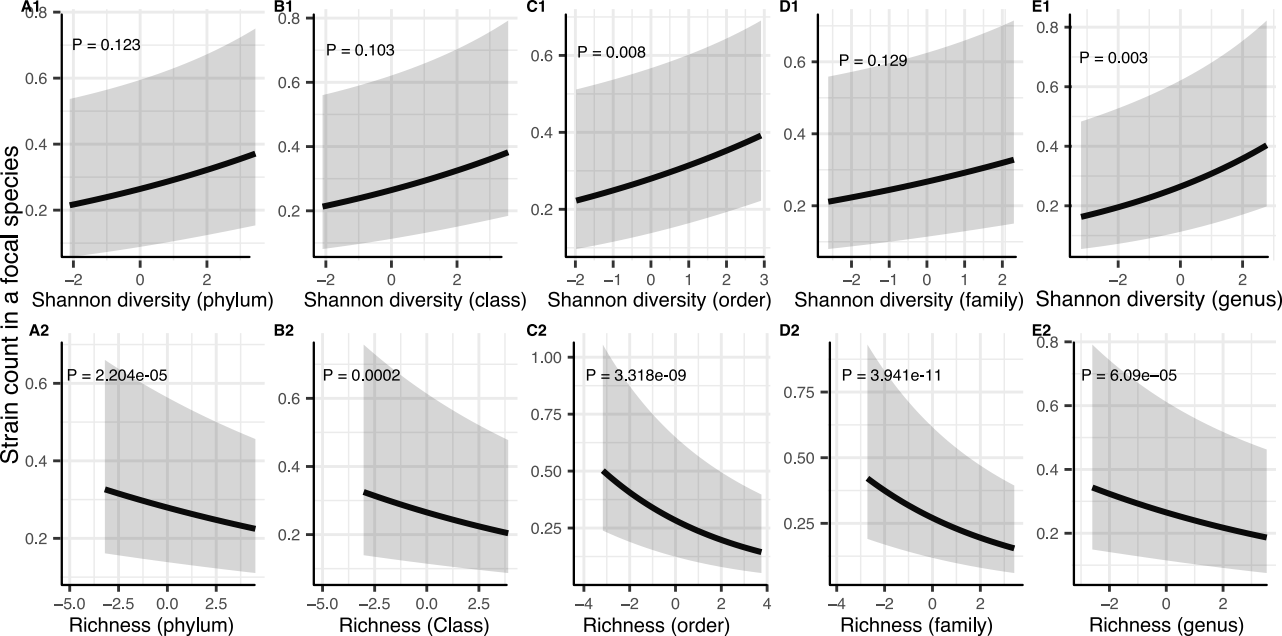 Strain count in a focal species
A1
P = 0.123
0.8
0.6
0.4
0.2
−2 0 2
Shannon diversity (phylum)
B1
P = 0.103
0.8
0.6
0.4
0.2
−2 0 2
Shannon diversity (class)
C1
P = 0.008
0.6
0.4
0.2
−2 −1 0 1 2 3
Shannon diversity (order)
D1
P = 0.129
0.6
0.4
0.2
−2 −1 0 1 2
Shannon diversity (family)
E1
P = 0.003
0.8
0.6
0.4
0.2
−2 0 2
Shannon diversity (genus)
A2
P = 2.204e-05
0.6
0.4
0.2
−5.0 −2.5 0.0 2.5
Richness (phylum)
B2
P = 0.0002
0.6
0.4
0.2
−5.0 −2.5 0.0 2.5
Richness (Class)
C2
P = 3.318e-09
1.00
0.75
0.50
0.25
−4 −2 0 2 4
Richness (order)
D2
P = 3.941e-11
0.75
0.50
0.25
−4 −2 0 2
Richness (family)
E2
P = 6.09e−05
0.8
0.6
0.4
0.2
−2 0 2
Richness (genus)